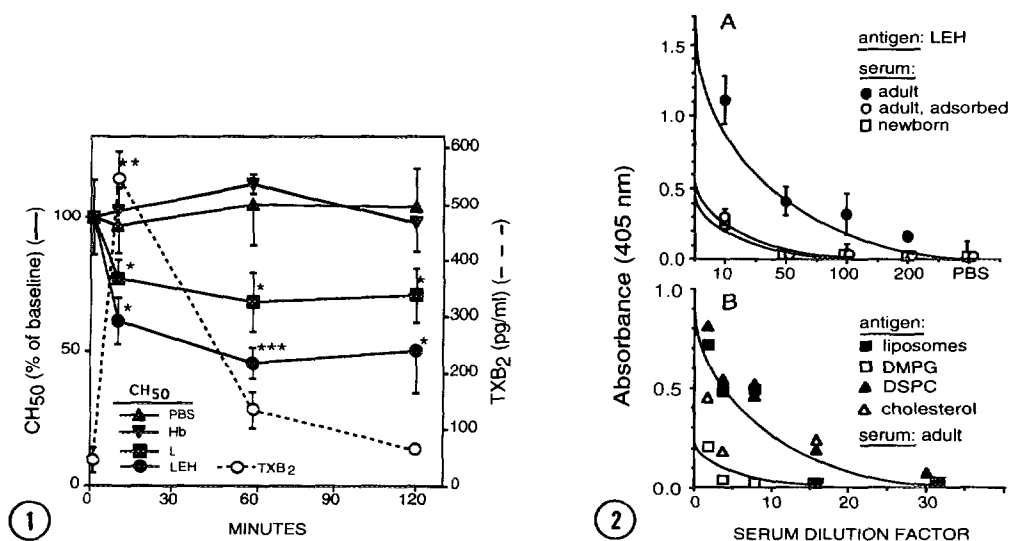 CH50 (% of baseline) (—)
100
50
0
600
500
400
300
200
100
0
TXB2 (pg/ml) (- - -)
**
*
*
*
***
*
*
CH50
PBS
Hb
L
LEH
TXB2
0
30
60
90
120
MINUTES
1
Absorbance (405 nm)
A
1.5
1.0
0.5
0.0
antigen: LEH
serum:
adult
adult, adsorbed
newborn
10
50
100
200
PBS
B
1.0
0.5
0.0
antigen:
liposomes
DMPG
DSPC
cholesterol
serum: adult
0
10
20
30
SERUM DILUTION FACTOR
2